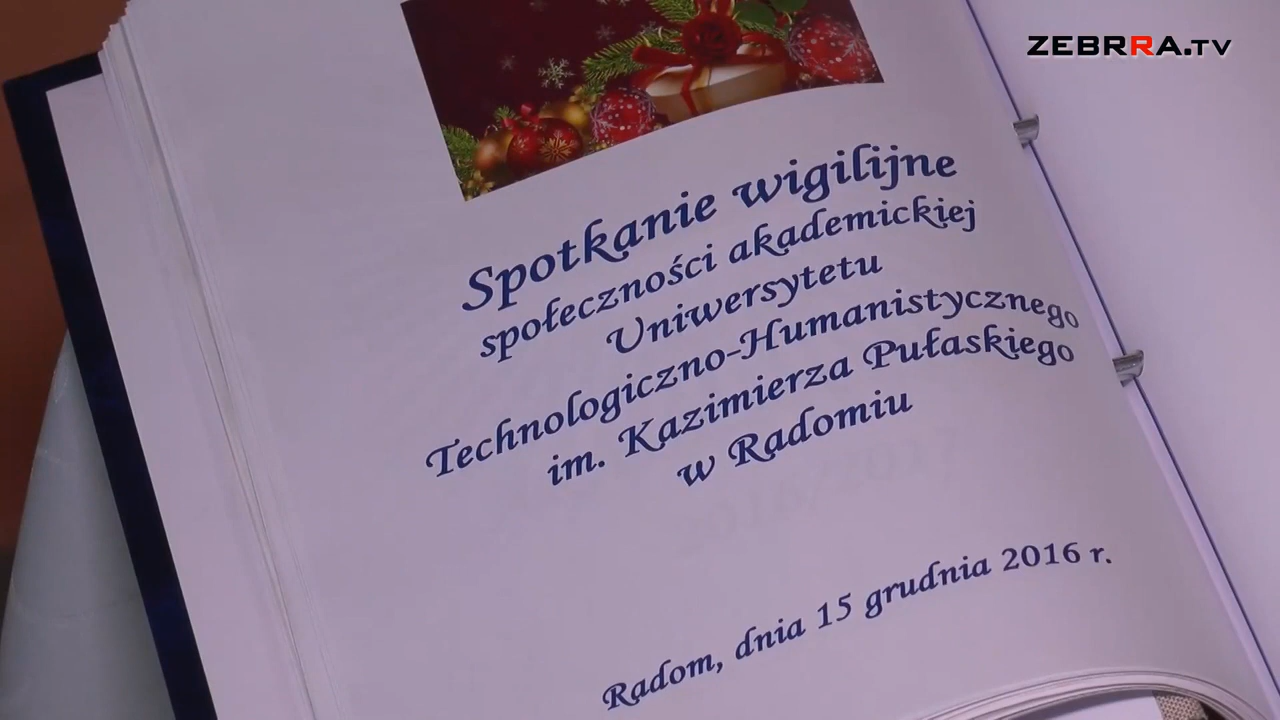 ZEBRRA.TV
Spotkanie wigilijne
społeczności akademickiej
Uniwersytetu
Technologiczno-Humanistycznego
im. Kazimierza Pułaskiego
w Radomiu
Radom, dnia 15 grudnia 2016 r.